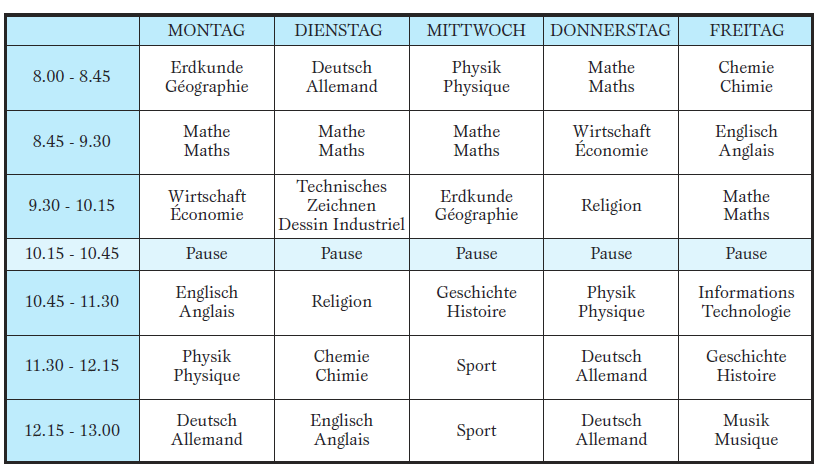 MONTAG DIENSTAG MITTWOCH DONNERSTAG FREITAG
8.00 - 8.45
Erdkunde
Géographie
Deutsch
Allemand
Physik
Physique
Mathe
Maths
Chemie
Chimie
8.45 - 9.30
Mathe
Maths
Mathe
Maths
Mathe
Maths
Wirtschaft
Économie
Englisch
Anglais
9.30 - 10.15
Wirtschaft
Économie
Technisches
Zeichnen
Dessin Industriel
Erdkunde
Géographie
Religion
Mathe
Maths
10.15 - 10.45 Pause Pause Pause Pause Pause
10.45 - 11.30
Englisch
Anglais
Religion
Geschichte
Histoire
Physik
Physique
Informations
Technologie
11.30 - 12.15
Physik
Physique
Chemie
Chimie
Sport
Deutsch
Allemand
Geschichte
Histoire
12.15 - 13.00
Deutsch
Allemand
Englisch
Anglais
Sport
Deutsch
Allemand
Musik
Musique